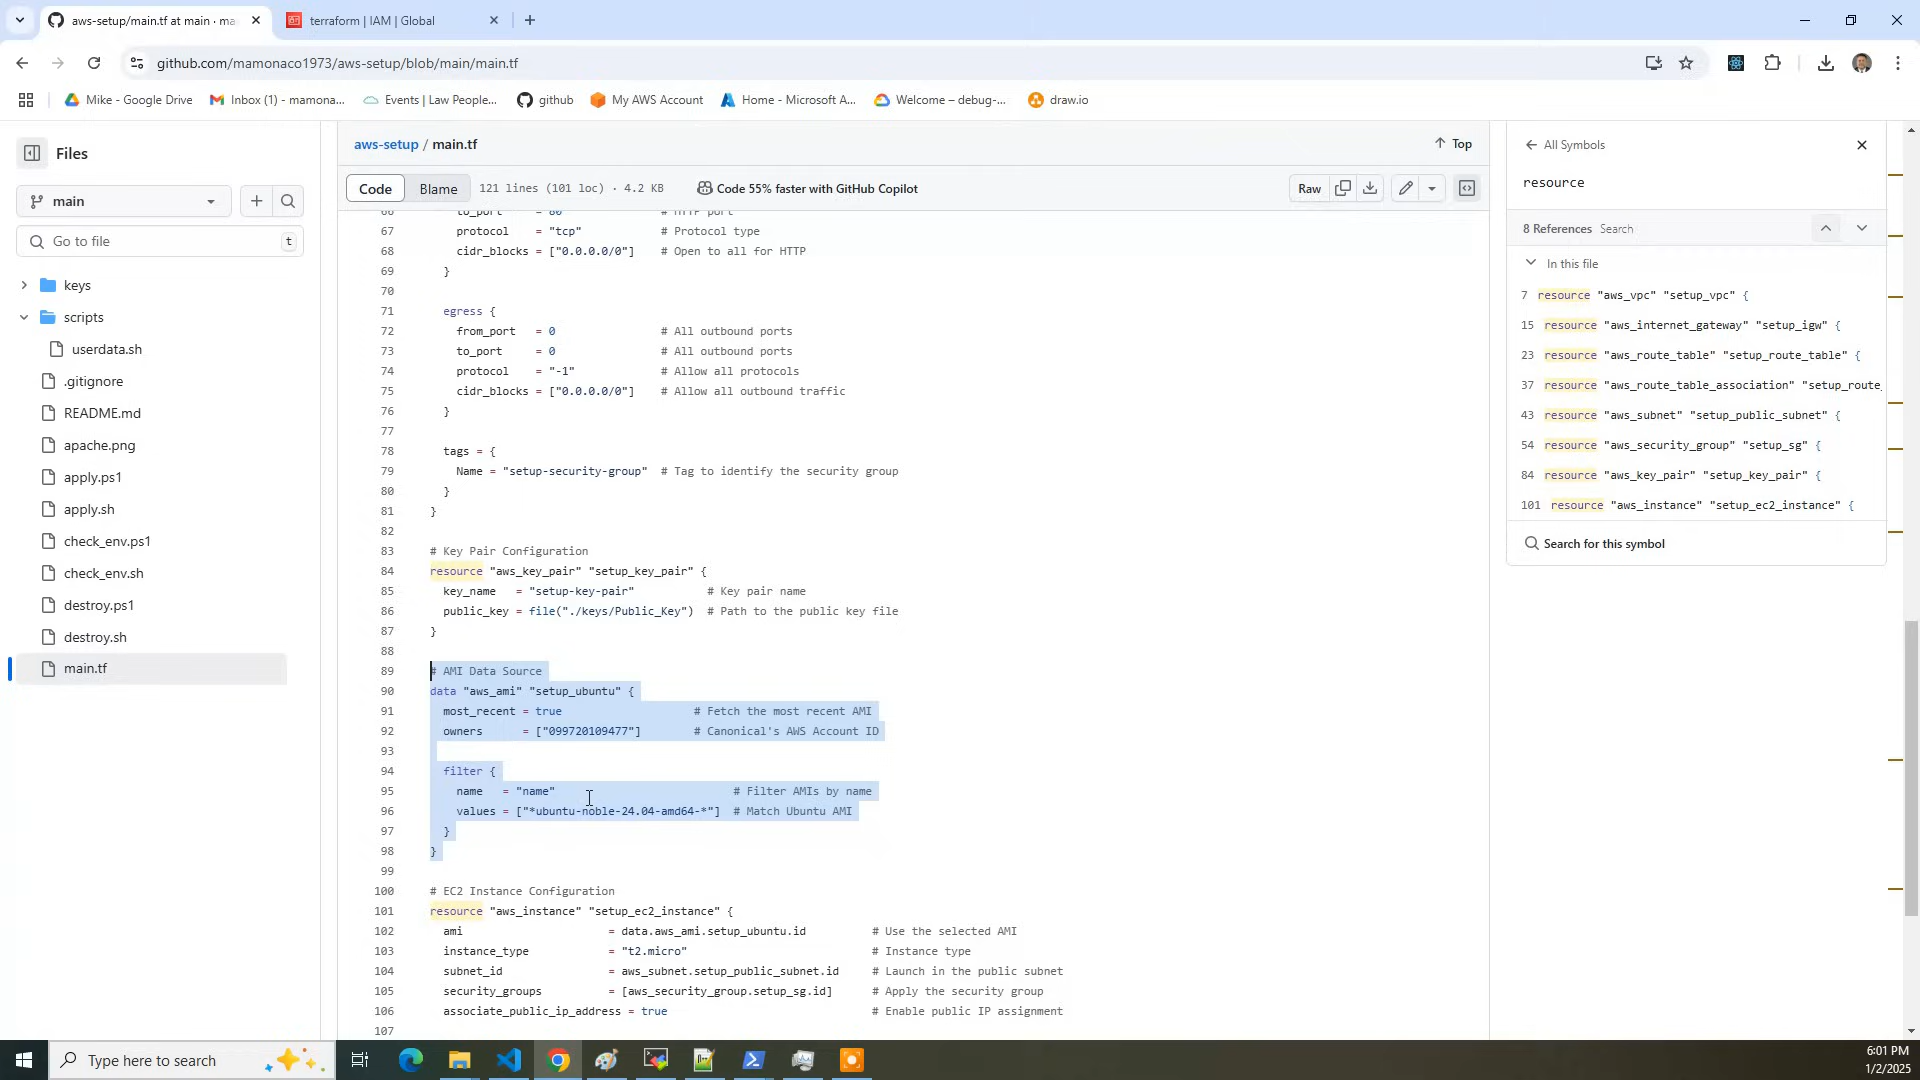 aws-setup/main.tf at main · ma
terraform | IAM | Global
github.com/mamonaco1973/aws-setup/blob/main/main.tf
Mike - Google Drive
Inbox (1) - mamona...
Events | Law People...
github
My AWS Account
Home - Microsoft A...
Welcome – debug-...
draw.io
Files
main
Go to file
t
keys
scripts
userdata.sh
.gitignore
README.md
apache.png
apply.ps1
apply.sh
check_env.ps1
check_env.sh
destroy.ps1
destroy.sh
main.tf
aws-setup / main.tf
Top
Code
Blame
121 lines (101 loc) · 4.2 KB
Code 55% faster with GitHub Copilot
Raw
66 to_port = 80 # HTTP port
67 protocol = "tcp" # Protocol type
68 cidr_blocks = ["0.0.0.0/0"] # Open to all for HTTP
69 }
70
71 egress {
72 from_port = 0 # All outbound ports
73 to_port = 0 # All outbound ports
74 protocol = "-1" # Allow all protocols
75 cidr_blocks = ["0.0.0.0/0"] # Allow all outbound traffic
76 }
77
78 tags = {
79 Name = "setup-security-group" # Tag to identify the security group
80 }
81 }
82
83 # Key Pair Configuration
84 resource "aws_key_pair" "setup_key_pair" {
85 key_name = "setup-key-pair" # Key pair name
86 public_key = file("./keys/Public_Key") # Path to the public key file
87 }
88
89 # AMI Data Source
90 data "aws_ami" "setup_ubuntu" {
91 most_recent = true # Fetch the most recent AMI
92 owners = ["099720109477"] # Canonical's AWS Account ID
93
94 filter {
95 name = "name" # Filter AMIs by name
96 values = ["*ubuntu-noble-24.04-amd64-*"] # Match Ubuntu AMI
97 }
98 }
99
100 # EC2 Instance Configuration
101 resource "aws_instance" "setup_ec2_instance" {
102 ami = data.aws_ami.setup_ubuntu.id # Use the selected AMI
103 instance_type = "t2.micro" # Instance type
104 subnet_id = aws_subnet.setup_public_subnet.id # Launch in the public subnet
105 security_groups = [aws_security_group.setup_sg.id] # Apply the security group
106 associate_public_ip_address = true # Enable public IP assignment
107
All Symbols
resource
8 References Search
In this file
7 resource "aws_vpc" "setup_vpc" {
15 resource "aws_internet_gateway" "setup_igw" {
23 resource "aws_route_table" "setup_route_table" {
37 resource "aws_route_table_association" "setup_route_
43 resource "aws_subnet" "setup_public_subnet" {
54 resource "aws_security_group" "setup_sg" {
84 resource "aws_key_pair" "setup_key_pair" {
101 resource "aws_instance" "setup_ec2_instance" {
Search for this symbol
Type here to search
6:01 PM
1/2/2025